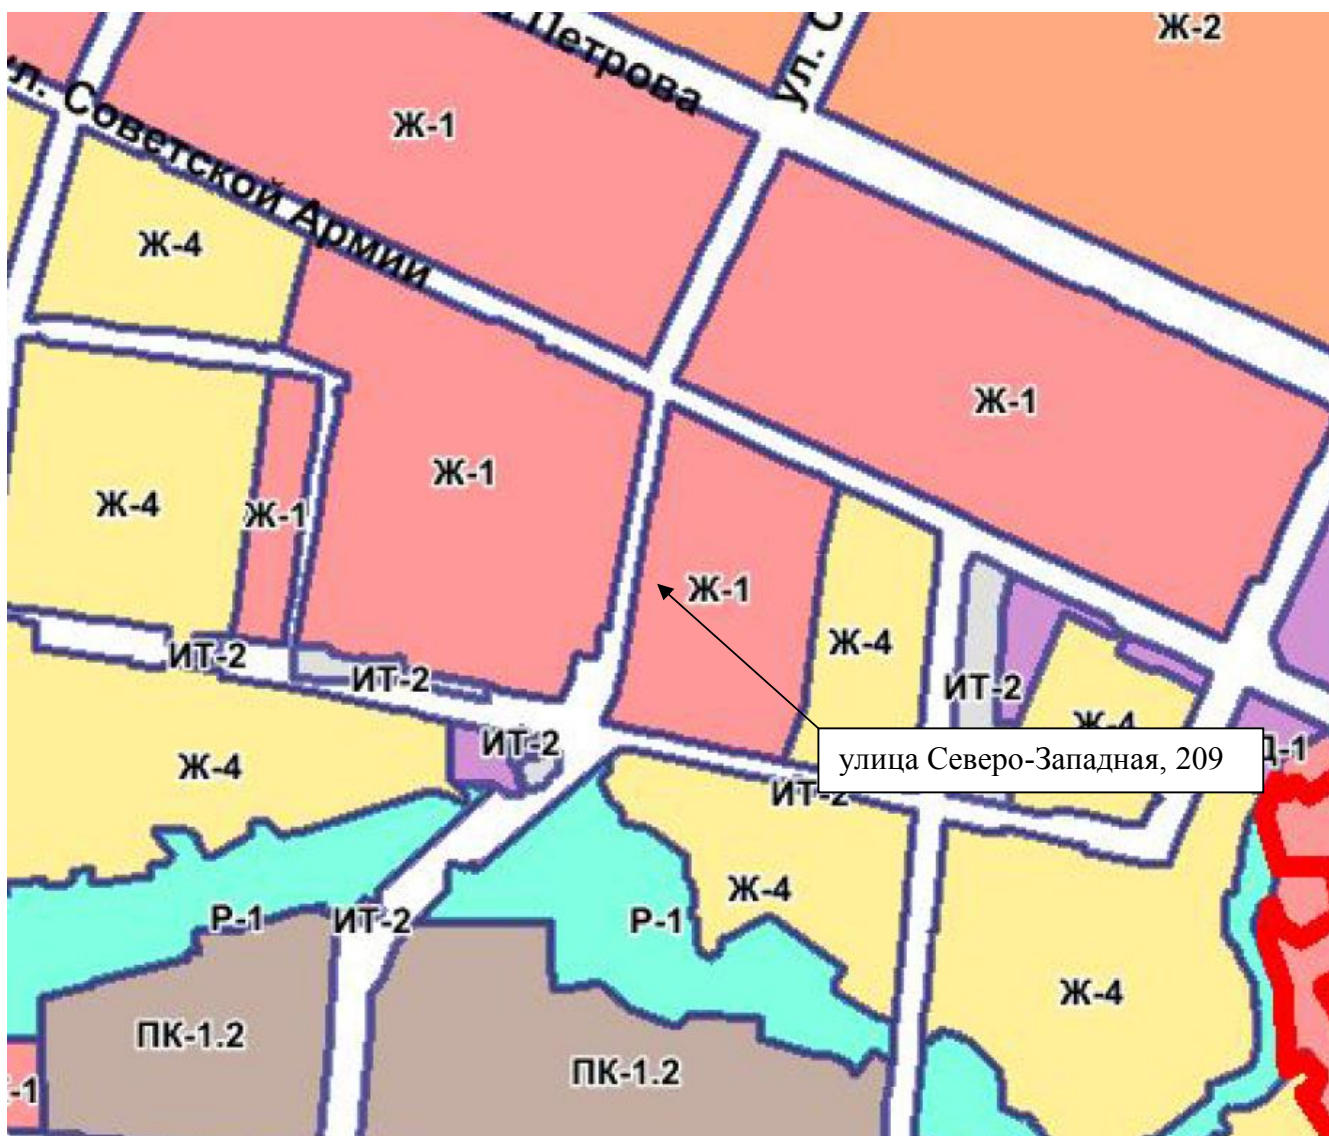 Ж-2
Петрова
ул. С
ул. Советской Армии
Ж-1
Ж-4
Ж-1
Ж-1
Ж-4
Ж-1
Ж-1
Ж-4
ИТ-2
ИТ-2
ИТ-2
ИТ-2
Ж-4
Ж-4
улица Северо-Западная, 209
Д-1
ИТ-2
Ж-4
Р-1
ИТ-2
Р-1
Ж-4
ПК-1.2
ПК-1.2
-1